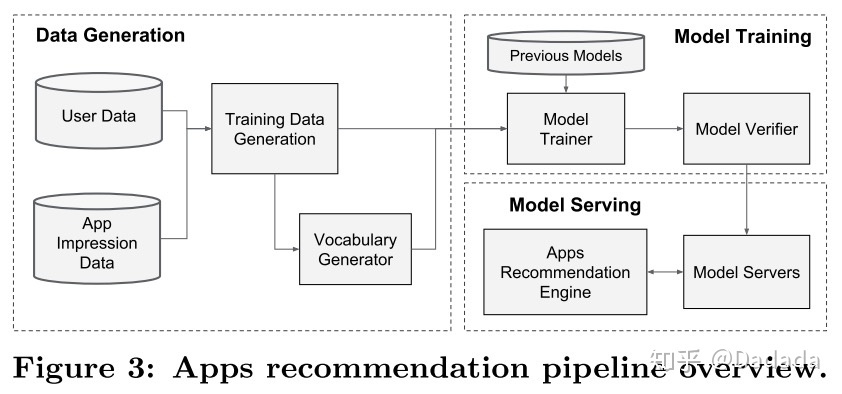 Data Generation
User Data
App
Impression
Data
Training Data
Generation
Vocabulary
Generator
Model Training
Previous Models
Model
Trainer
Model Verifier
Model Serving
Apps
Recommendation
Engine
Model Servers
知乎 @Dadada
Figure 3: Apps recommendation pipeline overview.